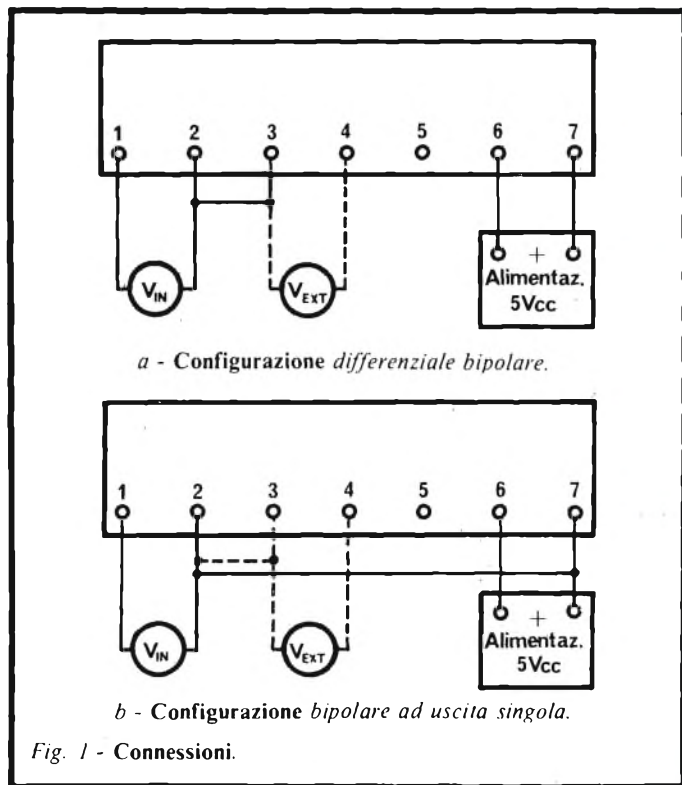 1 2 3 4 5 6 7
V_IN V_EXT + Alimentaz.
5Vcc
a - Configurazione differenziale bipolare.
1 2 3 4 5 6 7
V_IN V_EXT + Alimentaz.
5Vcc
b - Configurazione bipolare ad uscita singola.
Fig. 1 - Connessioni.